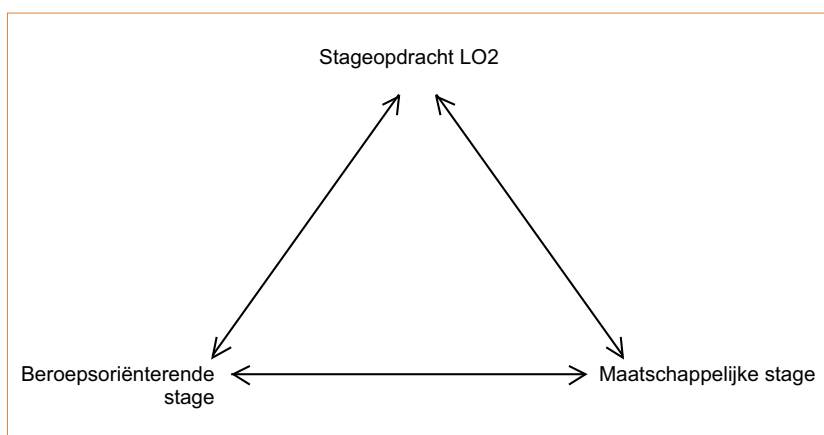 Stageopdracht LO2
Beroepsoriënterende
stage
Maatschappelijke stage